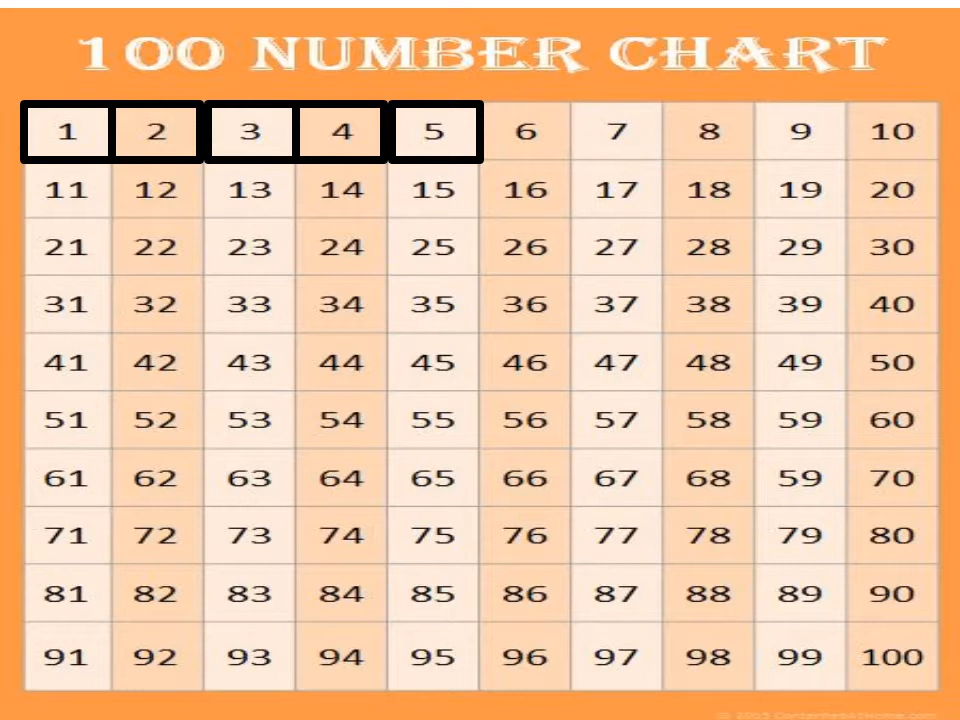 100 NUMBER CHART
1 2 3 4 5 6 7 8 9 10
11 12 13 14 15 16 17 18 19 20
21 22 23 24 25 26 27 28 29 30
31 32 33 34 35 36 37 38 39 40
41 42 43 44 45 46 47 48 49 50
51 52 53 54 55 56 57 58 59 60
61 62 63 64 65 66 67 68 59 70
71 72 73 74 75 76 77 78 79 80
81 82 83 84 85 86 87 88 89 90
91 92 93 94 95 96 97 98 99 100